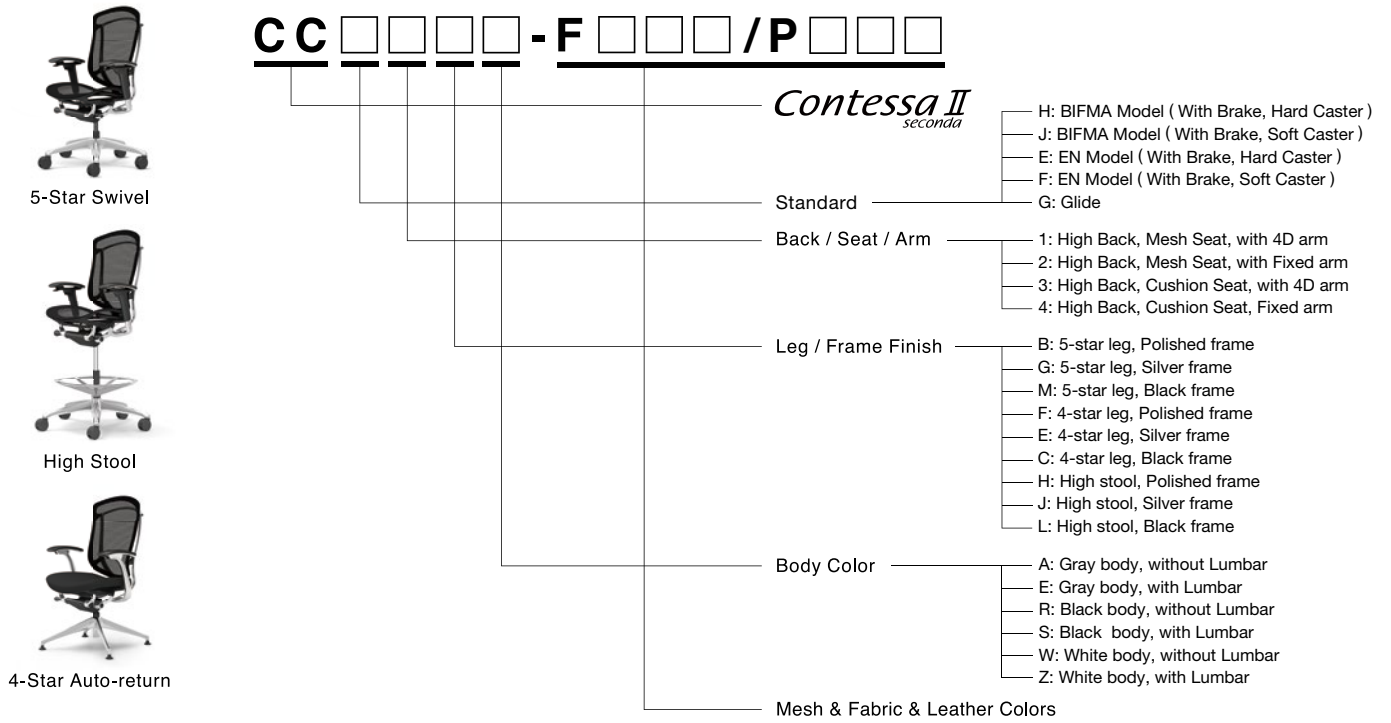 CC□□□□-F□□□/P□□□
Contessa II
seconda
5-Star Swivel
High Stool
4-Star Auto-return
Standard
H: BIFMA Model ( With Brake, Hard Caster )
J: BIFMA Model ( With Brake, Soft Caster )
E: EN Model ( With Brake, Hard Caster )
F: EN Model ( With Brake, Soft Caster )
G: Glide
Back / Seat / Arm
1: High Back, Mesh Seat, with 4D arm
2: High Back, Mesh Seat, with Fixed arm
3: High Back, Cushion Seat, with 4D arm
4: High Back, Cushion Seat, Fixed arm
Leg / Frame Finish
B: 5-star leg, Polished frame
G: 5-star leg, Silver frame
M: 5-star leg, Black frame
F: 4-star leg, Polished frame
E: 4-star leg, Silver frame
C: 4-star leg, Black frame
H: High stool, Polished frame
J: High stool, Silver frame
L: High stool, Black frame
Body Color
A: Gray body, without Lumbar
E: Gray body, with Lumbar
R: Black body, without Lumbar
S: Black body, with Lumbar
W: White body, without Lumbar
Z: White body, with Lumbar
Mesh & Fabric & Leather Colors